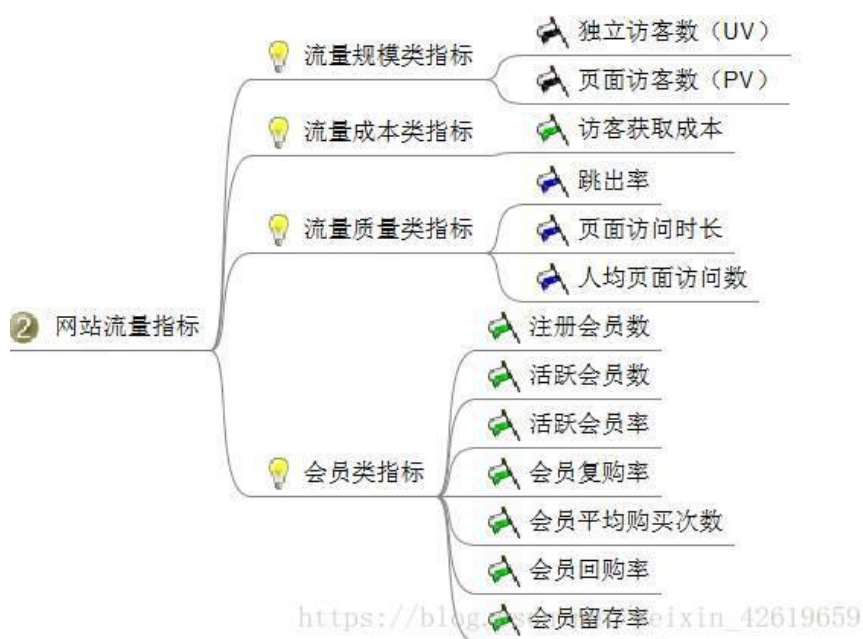 2 网站流量指标
流量规模类指标
独立访客数（UV）
页面访客数（PV）
流量成本类指标
访客获取成本
流量质量类指标
跳出率
页面访问时长
人均页面访问数
会员类指标
注册会员数
活跃会员数
活跃会员率
会员复购率
会员平均购买次数
会员回购率
会员留存率
https://blog. eixin_42619659